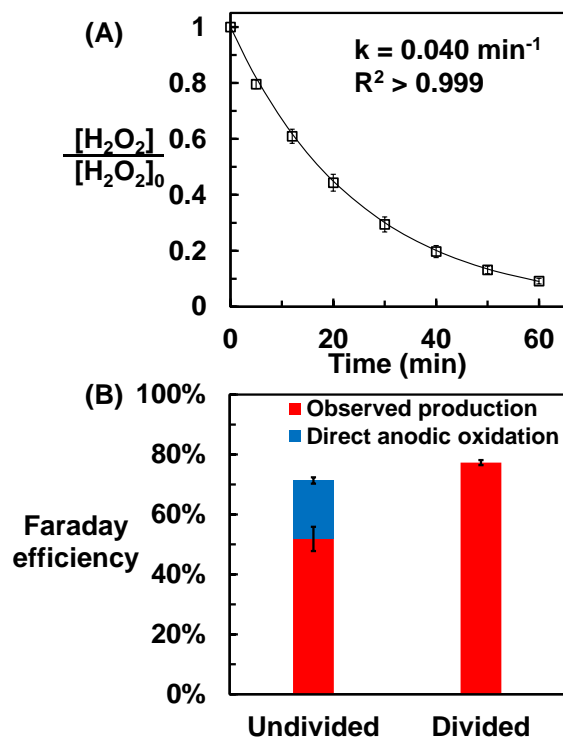 (A)
k = 0.040 min⁻¹
R² > 0.999
[H₂O₂]
[H₂O₂]₀
1
0.8
0.6
0.4
0.2
0
0 20 40 60
Time (min)
(B)
100%
80%
60%
40%
20%
0%
Observed production
Direct anodic oxidation
Faraday
efficiency
Undivided Divided